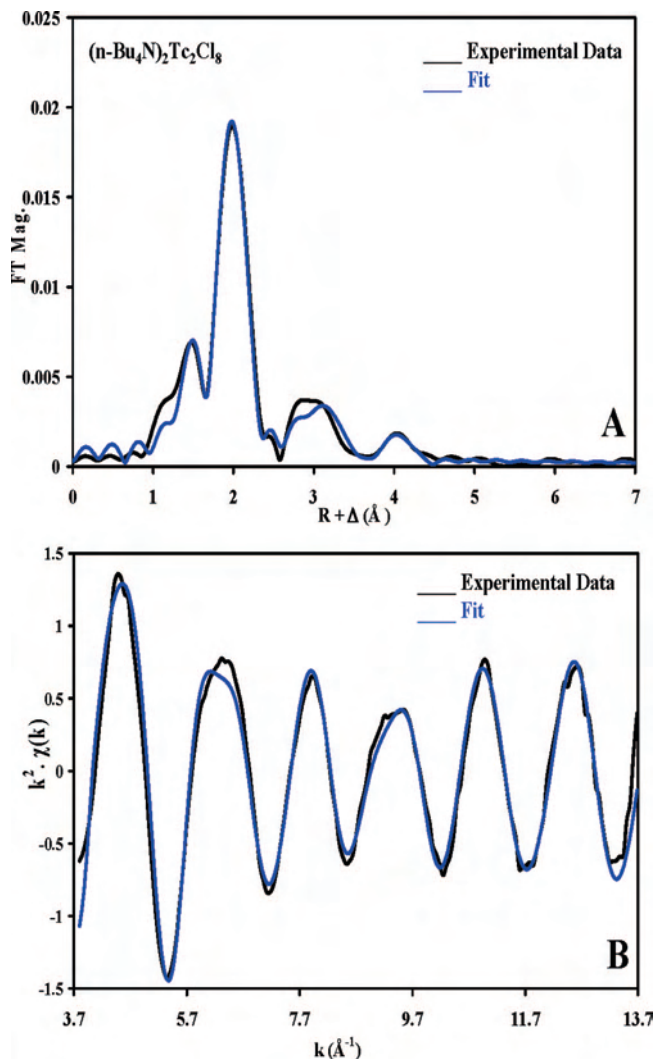 0.025
(n-Bu₄N)₂Tc₂Cl₈
Experimental Data
Fit
0.02
0.015
0.01
0.005
0
FT Mag.
A
0 1 2 3 4 5 6 7
R + Δ (Å)
1.5
Experimental Data
Fit
1
0.5
0
-0.5
-1
-1.5
k². χ(k)
B
3.7 5.7 7.7 9.7 11.7 13.7
k (Å⁻¹)